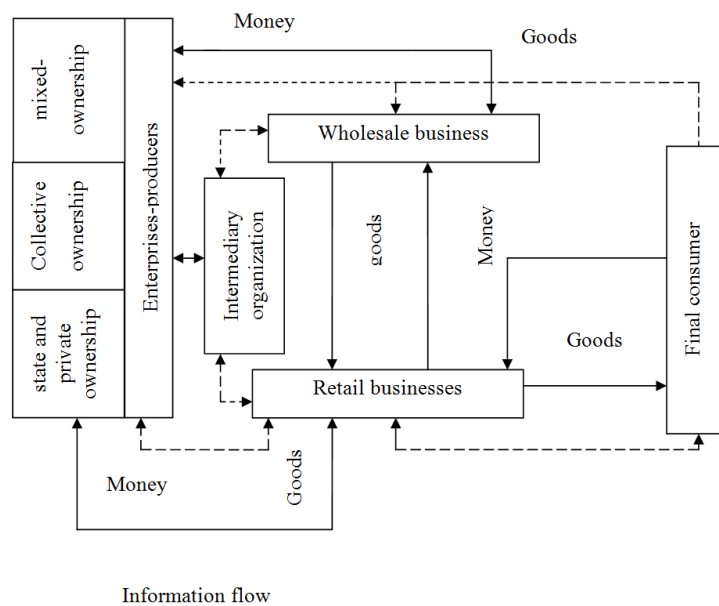 Money
Goods
mixed-
ownership
Collective
ownership
state and
private
ownership
Enterprises-producers
Wholesale business
Intermediary
organization
goods
Money
Goods
Final consumer
Retail businesses
Money
Goods
Information flow